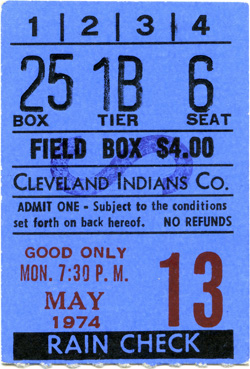 1 | 2 | 3 | 4
25 1B 6
BOX TIER SEAT
FIELD BOX $4.00
CLEVELAND INDIANS CO.
ADMIT ONE - Subject to the conditions
set forth on back hereof. NO REFUNDS
GOOD ONLY
MON. 7:30 P. M.
MAY 13
1974
RAIN CHECK